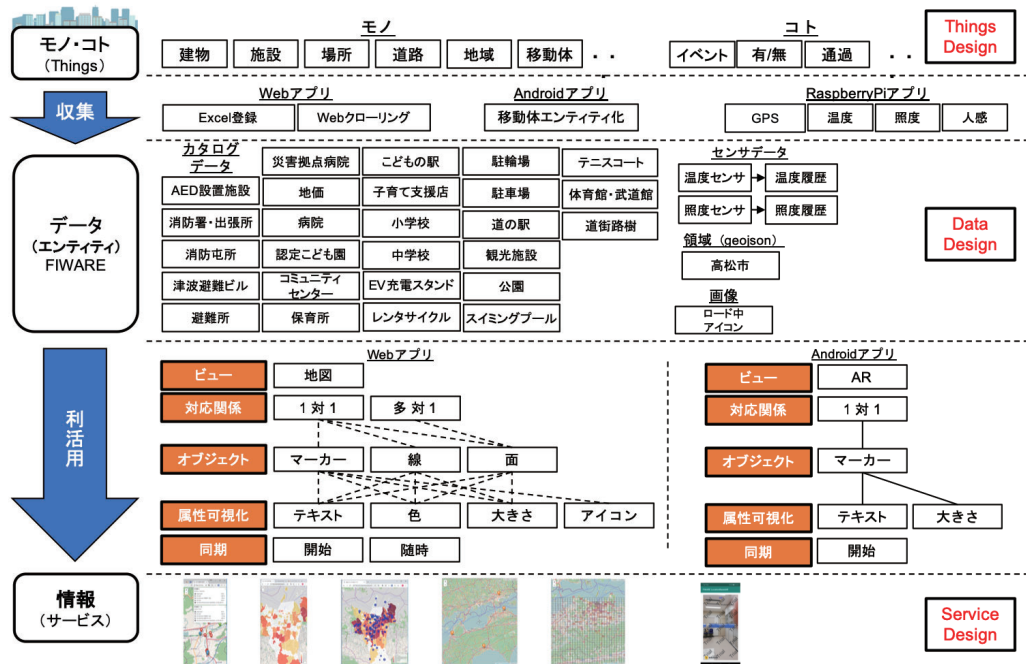 モノ・コト
（Things）
モノ
建物
施設
場所
道路
地域
移動体
・・
コト
イベント
有/無
通過
・・
Things
Design
収集
Webアプリ
Excel登録
Webクローリング
Androidアプリ
移動体エンティティ化
RaspberryPiアプリ
GPS
温度
照度
人感
データ
（エンティティ）
FIWARE
カタログ
データ
災害拠点病院
こどもの駅
駐輪場
テニスコート
AED設置施設
地価
子育て支援店
駐車場
体育館・武道館
消防署・出張所
病院
小学校
道の駅
道街路樹
消防屯所
認定こども園
中学校
観光施設
津波避難ビル
コミュニティ
センター
EV充電スタンド
公園
避難所
保育所
レンタサイクル
スイミングプール
センサデータ
温度センサ
温度履歴
照度センサ
照度履歴
領域（geojson）
高松市
画像
ロード中
アイコン
Data
Design
利活用
Webアプリ
ビュー
地図
対応関係
1 対 1
多 対 1
オブジェクト
マーカー
線
面
属性可視化
テキスト
色
大きさ
アイコン
同期
開始
随時
Androidアプリ
ビュー
AR
対応関係
1 対 1
オブジェクト
マーカー
属性可視化
テキスト
大きさ
同期
開始
情報
（サービス）
Service
Design